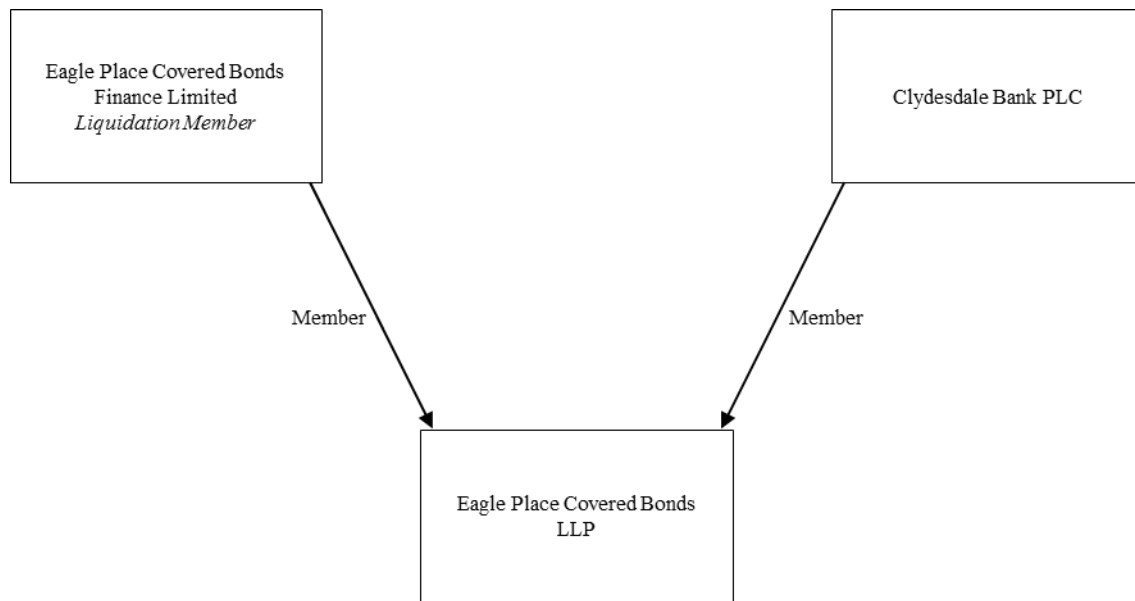 Eagle Place Covered Bonds
Finance Limited
Liquidation Member
Clydesdale Bank PLC
Member
Member
Eagle Place Covered Bonds
LLP